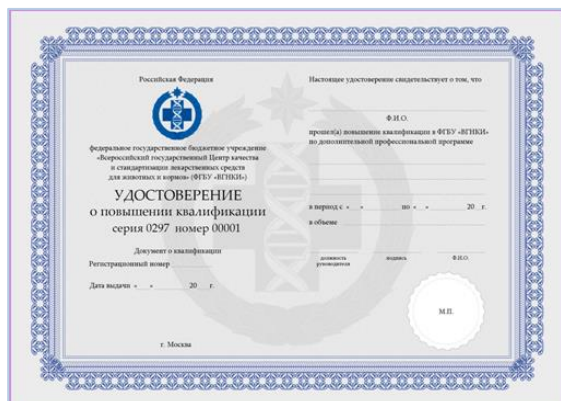 Российская Федерация
федеральное государственное бюджетное учреждение
«Всероссийский государственный Центр качества
и стандартизации лекарственных средств
для животных и кормов» (ФГБУ «ВГНКИ»)
УДОСТОВЕРЕНИЕ
о повышении квалификации
серия 0297 номер 00001
Документ о квалификации
Регистрационный номер
Дата выдачи « » 20 г.
г. Москва
Настоящее удостоверение свидетельствует о том, что
Ф.И.О.
прошел(а) повышение квалификации в ФГБУ «ВГНКИ»
по дополнительной профессиональной программе
в период с « » по « » 20 г.
в объеме
должность подпись Ф.И.О.
руководителя
М.П.